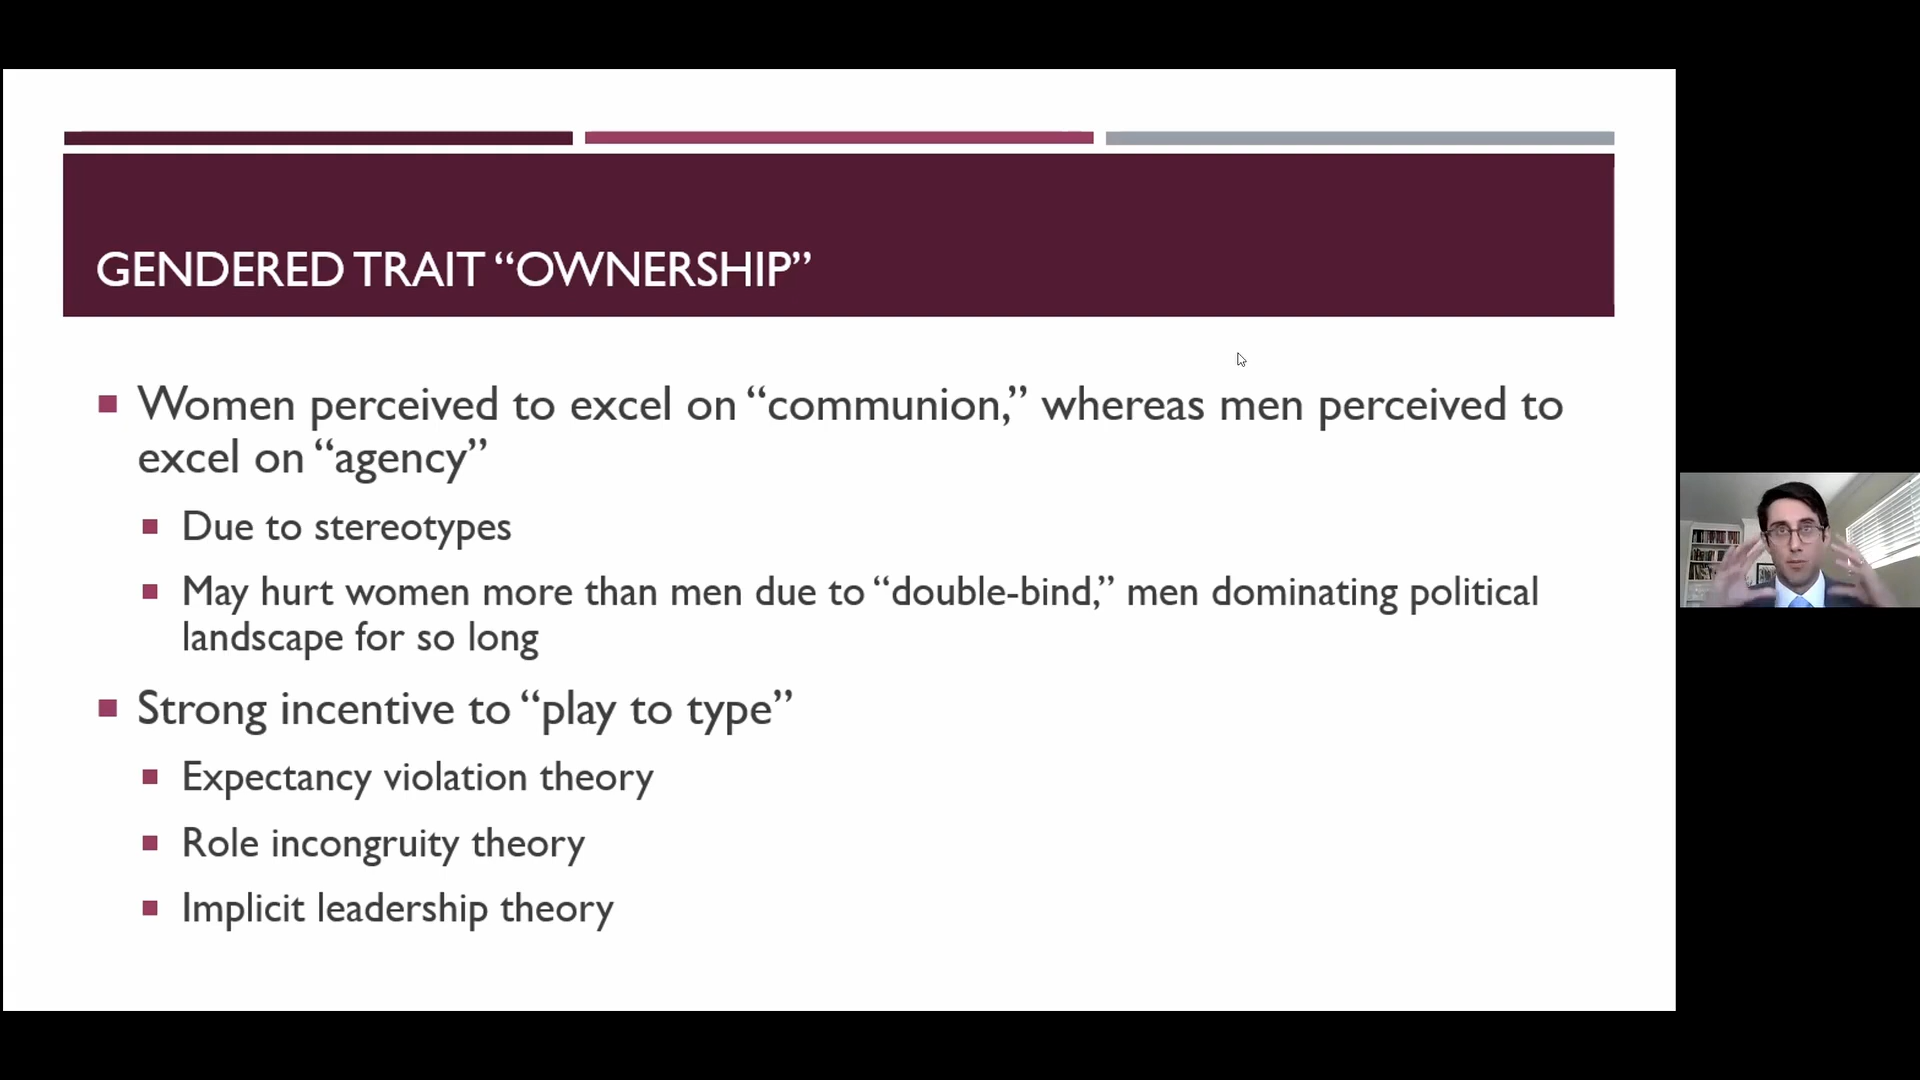 GENDERED TRAIT “OWNERSHIP”
Women perceived to excel on “communion,” whereas men perceived to
excel on “agency”
Due to stereotypes
May hurt women more than men due to “double-bind,” men dominating political
landscape for so long
Strong incentive to “play to type”
Expectancy violation theory
Role incongruity theory
Implicit leadership theory